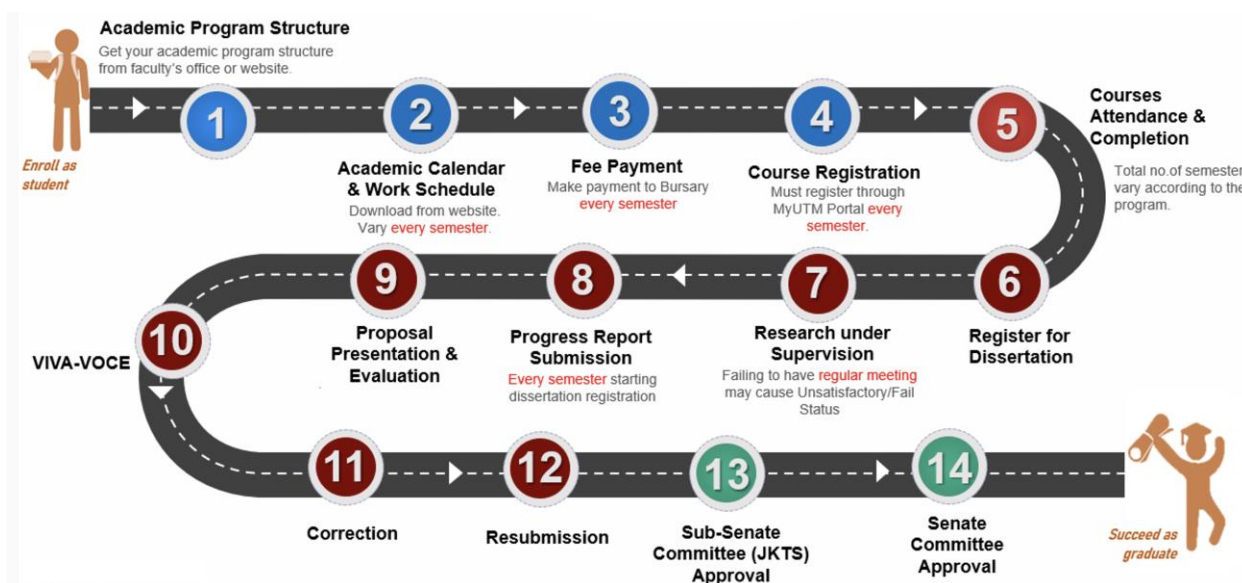 Academic Program Structure
Get your academic program structure
from faculty's office or website.
Enroll as
student
1
2
3
4
5
Academic Calendar
& Work Schedule
Download from website.
Vary every semester.
Fee Payment
Make payment to Bursary
every semester
Course Registration
Must register through
MyUTM Portal every
semester.
Courses
Attendance &
Completion
Total no.of semester
vary according to the
program.
6
Register for
Dissertation
7
Research under
Supervision
Failing to have regular meeting
may cause Unsatisfactory/Fail
Status
8
Progress Report
Submission
Every semester starting
dissertation registration
9
Proposal
Presentation &
Evaluation
10
VIVA-VOCE
11
Correction
12
Resubmission
13
Sub-Senate
Committee (JKTS)
Approval
14
Senate
Committee
Approval
Succeed as
graduate